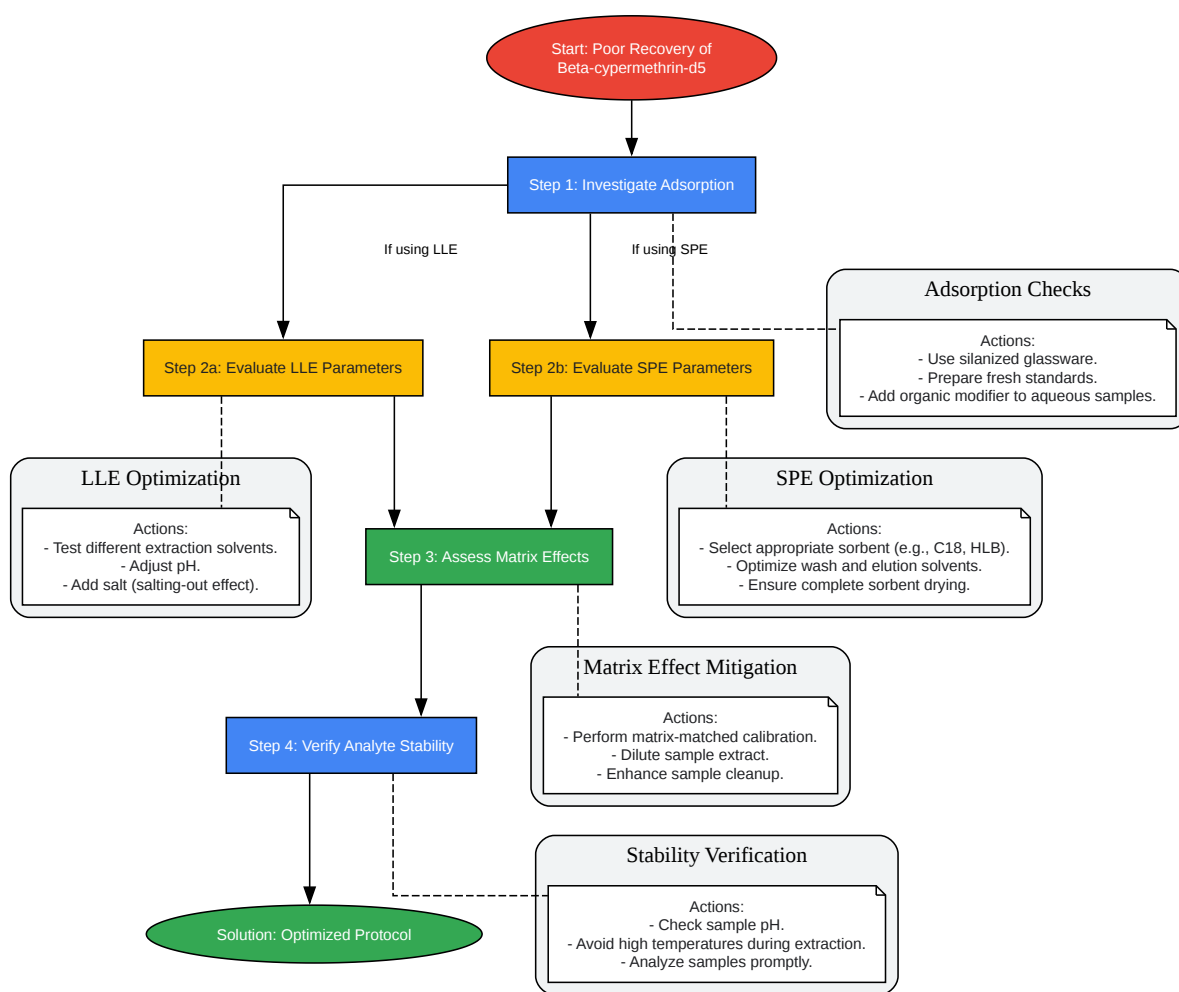 Start: Poor Recovery of
Beta-cypermethrin-d5
Step 1: Investigate Adsorption
If using LLE
If using SPE
Adsorption Checks
Actions:
- Use silanized glassware.
- Prepare fresh standards.
- Add organic modifier to aqueous samples.
Step 2a: Evaluate LLE Parameters
Step 2b: Evaluate SPE Parameters
LLE Optimization
Actions:
- Test different extraction solvents.
- Adjust pH.
- Add salt (salting-out effect).
SPE Optimization
Actions:
- Select appropriate sorbent (e.g., C18, HLB).
- Optimize wash and elution solvents.
- Ensure complete sorbent drying.
Step 3: Assess Matrix Effects
Matrix Effect Mitigation
Actions:
- Perform matrix-matched calibration.
- Dilute sample extract.
- Enhance sample cleanup.
Step 4: Verify Analyte Stability
Stability Verification
Actions:
- Check sample pH.
- Avoid high temperatures during extraction.
- Analyze samples promptly.
Solution: Optimized Protocol